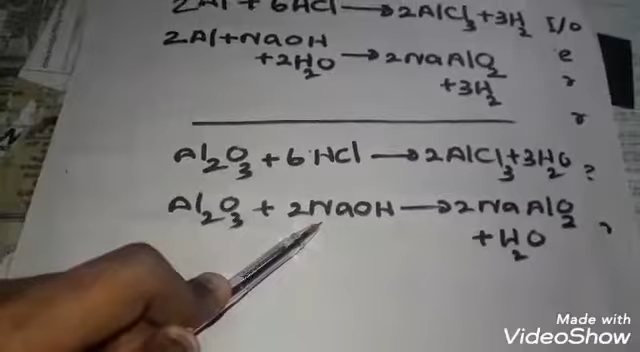 2Al + 6HCl → 2AlCl3 + 3H2
2Al + NaOH
+ 2H2O → 2NaAlO2
+ 3H2
Al2O3 + 6HCl → 2AlCl3 + 3H2O
Al2O3 + 2NaOH → 2NaAlO2
+ H2O
Made with
VideoShow